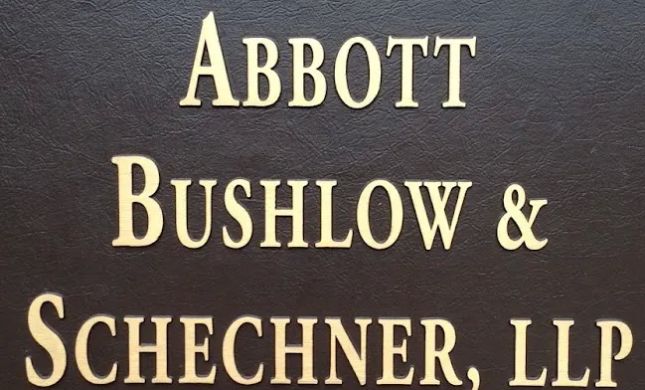 ABBOTT
BUSHLOW &
SCHECHNER, LLP